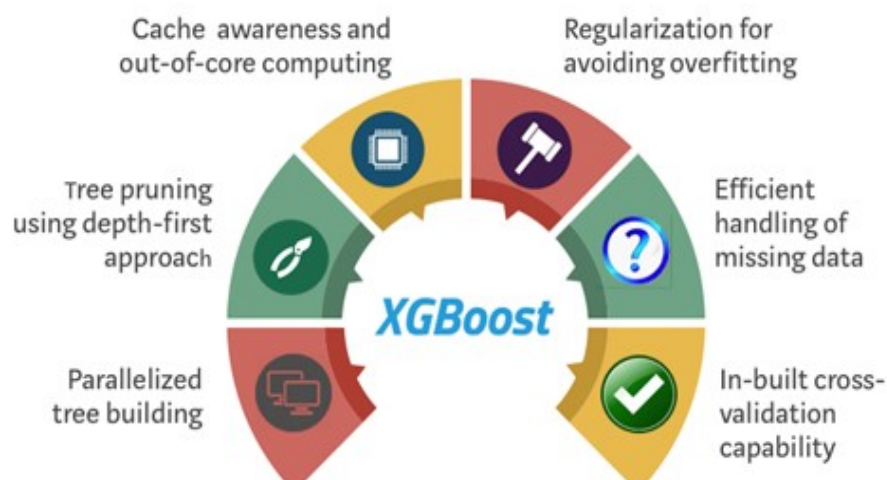 Cache awareness and
out-of-core computing
Regularization for
avoiding overfitting
Tree pruning
using depth-first
approach
Efficient
handling of
missing data
XGBoost
Parallelized
tree building
In-built cross-
validation
capability